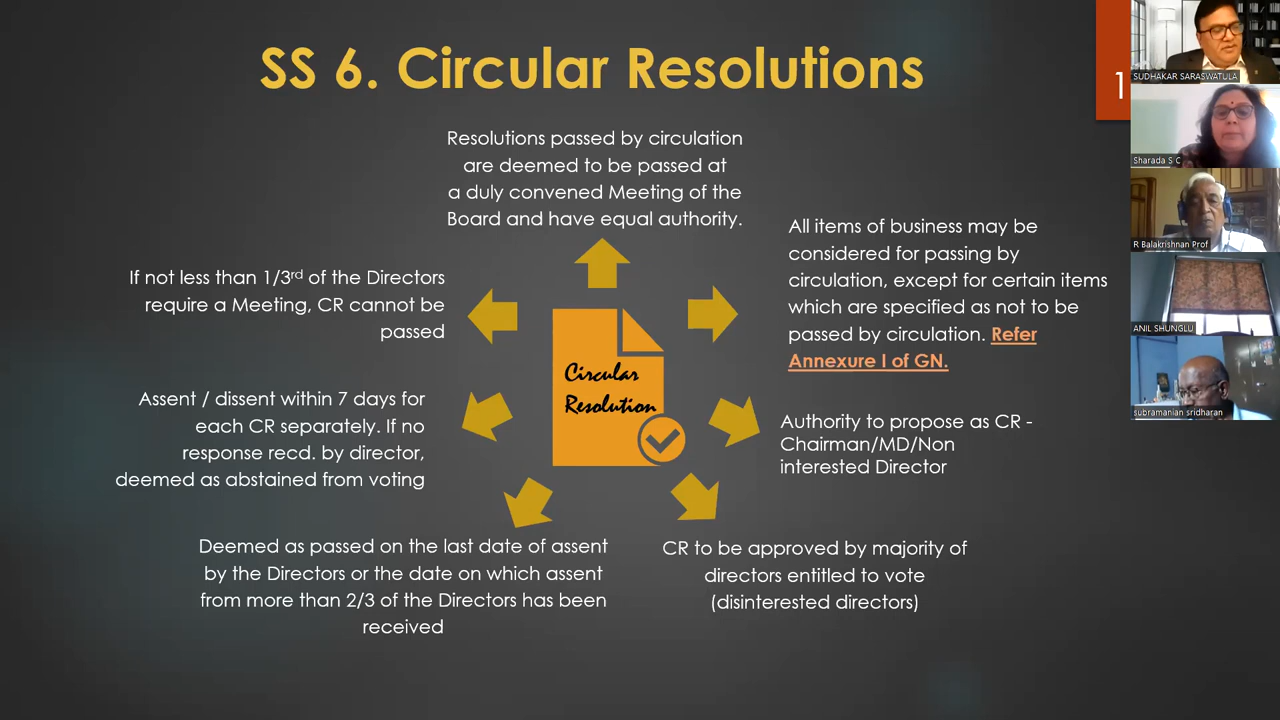 SS 6. Circular Resolutions
1
Resolutions passed by circulation
are deemed to be passed at
a duly convened Meeting of the
Board and have equal authority.
All items of business may be
considered for passing by
circulation, except for certain items
which are specified as not to be
passed by circulation. Refer
Annexure I of GN.
If not less than 1/3rd of the Directors
require a Meeting, CR cannot be
passed
Circular
Resolution
Assent / dissent within 7 days for
each CR separately. If no
response recd. by director,
deemed as abstained from voting
Authority to propose as CR -
Chairman/MD/Non
interested Director
Deemed as passed on the last date of assent
by the Directors or the date on which assent
from more than 2/3 of the Directors has been
received
CR to be approved by majority of
directors entitled to vote
(disinterested directors)
SUDHAKAR SARASWATULA
Sharada S C
R Balakrishnan Prof
ANIL SHUNGLU
subramanian sridharan